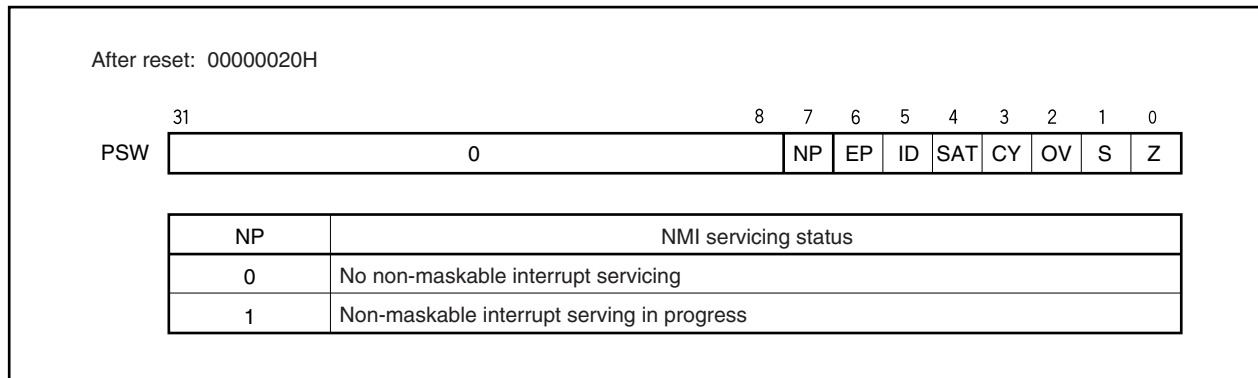 After reset: 00000020H
31 8 7 6 5 4 3 2 1 0
PSW 0 NP EP ID SAT CY OV S Z
NP NMI servicing status
0 No non-maskable interrupt servicing
1 Non-maskable interrupt serving in progress